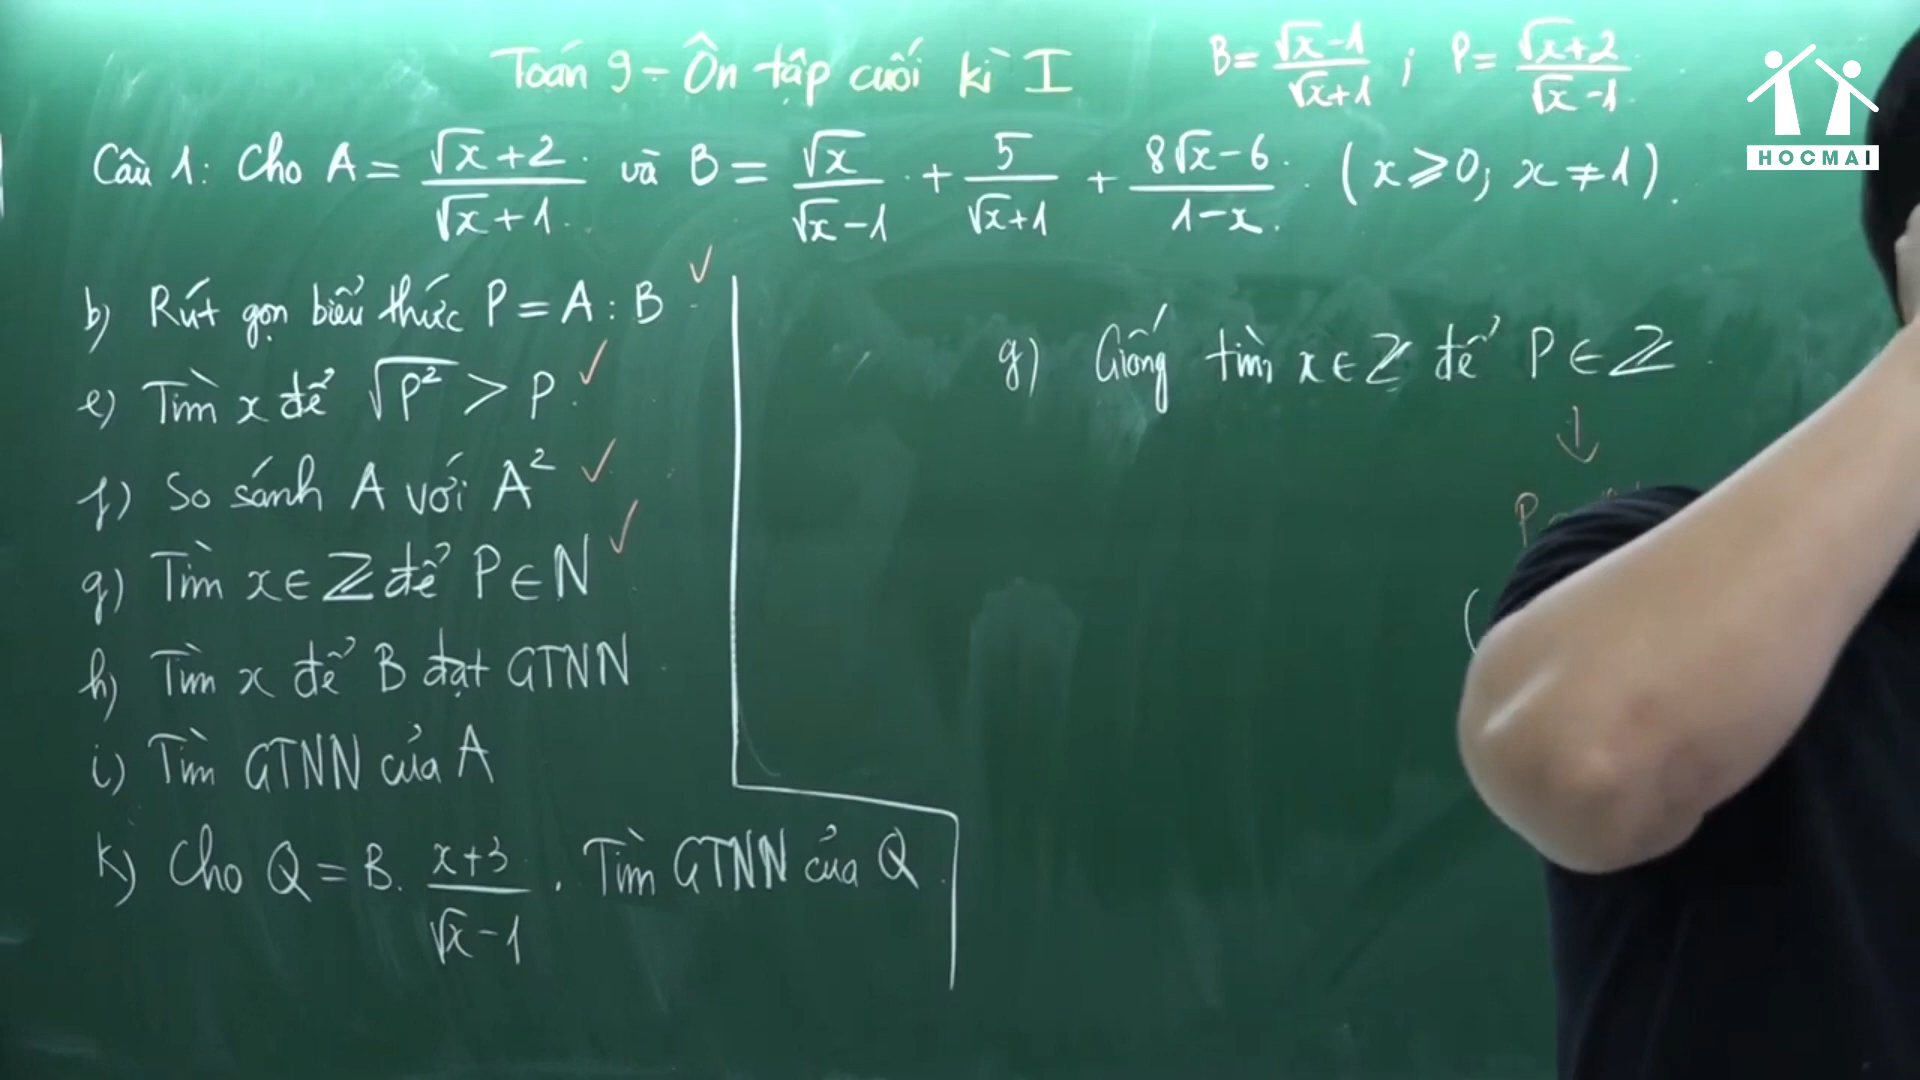 Toán 9 - Ôn tập cuối kì I
B = (√x - 1)/(√x + 1) ; P = (√x + 2)/(√x - 1)
HOCMAI
Câu 1: Cho A = (√x + 2)/(√x + 1) và B = √x/(√x - 1) + 5/(√x + 1) + (8√x - 6)/(1 - x) (x ⩾ 0; x ≠ 1).
b) Rút gọn biểu thức P = A : B ✓
e) Tìm x để √P² > P. ✓
f) So sánh A với A² ✓
g) Tìm x ∈ Z để P ∈ N ✓
h) Tìm x để B đạt GTNN
i) Tìm GTNN của A
k) Cho Q = B. (x + 3)/(√x - 1). Tìm GTNN của Q
g) Giống tìm x ∈ Z để P ∈ Z
↓
P
(